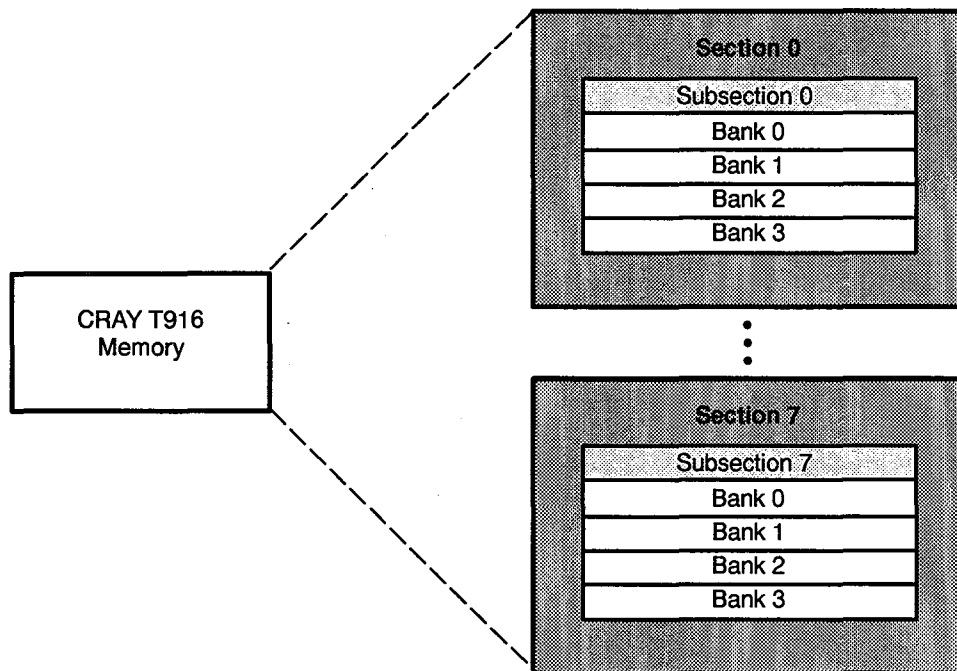 Section 0
Subsection 0
Bank 0
Bank 1
Bank 2
Bank 3
CRAY T916
Memory
Section 7
Subsection 7
Bank 0
Bank 1
Bank 2
Bank 3